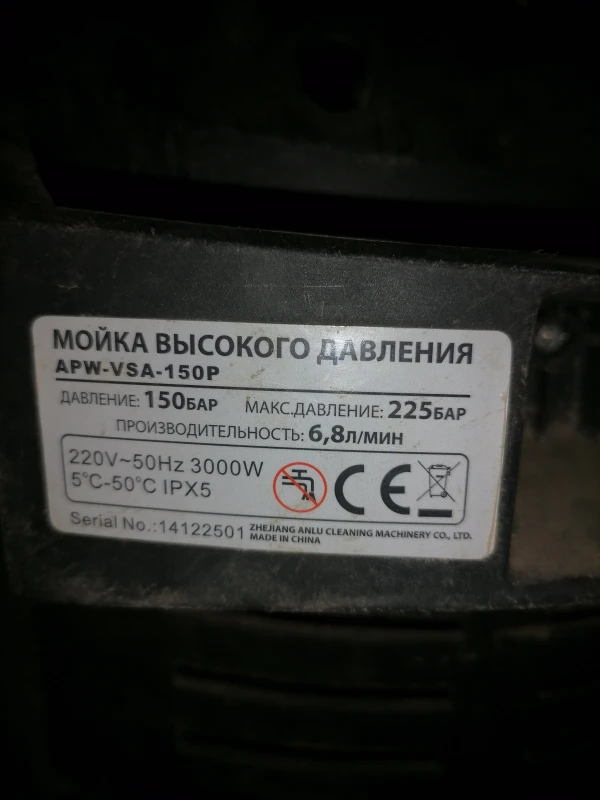 МОЙКА ВЫСОКОГО ДАВЛЕНИЯ
APW-VSA-150P
ДАВЛЕНИЕ: 150БАР МАКС.ДАВЛЕНИЕ: 225БАР
ПРОИЗВОДИТЕЛЬНОСТЬ: 6,8Л/МИН
220V~50Hz 3000W
5°C-50°C IPX5
CE
Serial No.:14122501 ZHEJIANG ANLU CLEANING MACHINERY CO., LTD.
MADE IN CHINA